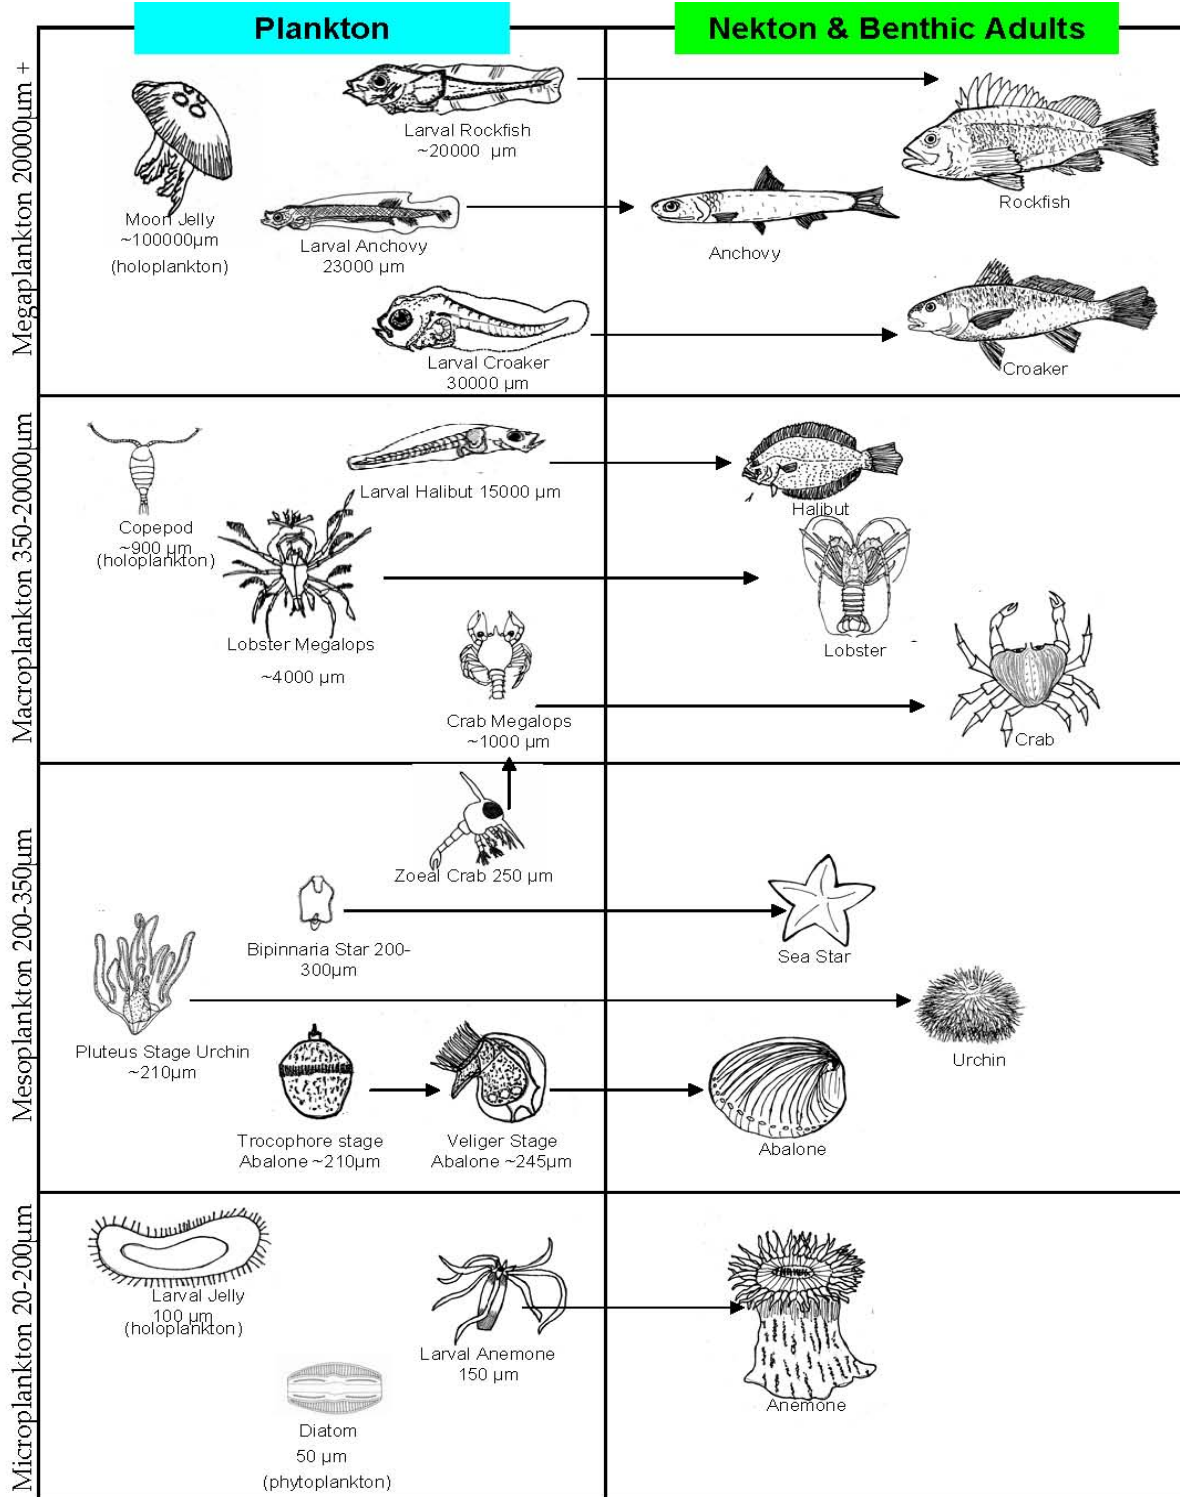 Plankton
Nekton & Benthic Adults
Megaplankton 20000µm +
Moon Jelly
~100000µm
(holoplankton)
Larval Rockfish
~20000 µm
Larval Anchovy
23000 µm
Larval Croaker
30000 µm
Rockfish
Anchovy
Croaker
Macroplankton 350-20000µm
Copepod
~900 µm
(holoplankton)
Larval Halibut 15000 µm
Lobster Megalops
~4000 µm
Crab Megalops
~1000 µm
Halibut
Lobster
Crab
Mesoplankton 200-350µm
Zoeal Crab 250 µm
Bipinnaria Star 200-
300µm
Pluteus Stage Urchin
~210µm
Trocophore stage
Abalone ~210µm
Veliger Stage
Abalone ~245µm
Sea Star
Urchin
Abalone
Microplankton 20-200µm
Larval Jelly
100 µm
(holoplankton)
Larval Anemone
150 µm
Diatom
50 µm
(phytoplankton)
Anemone